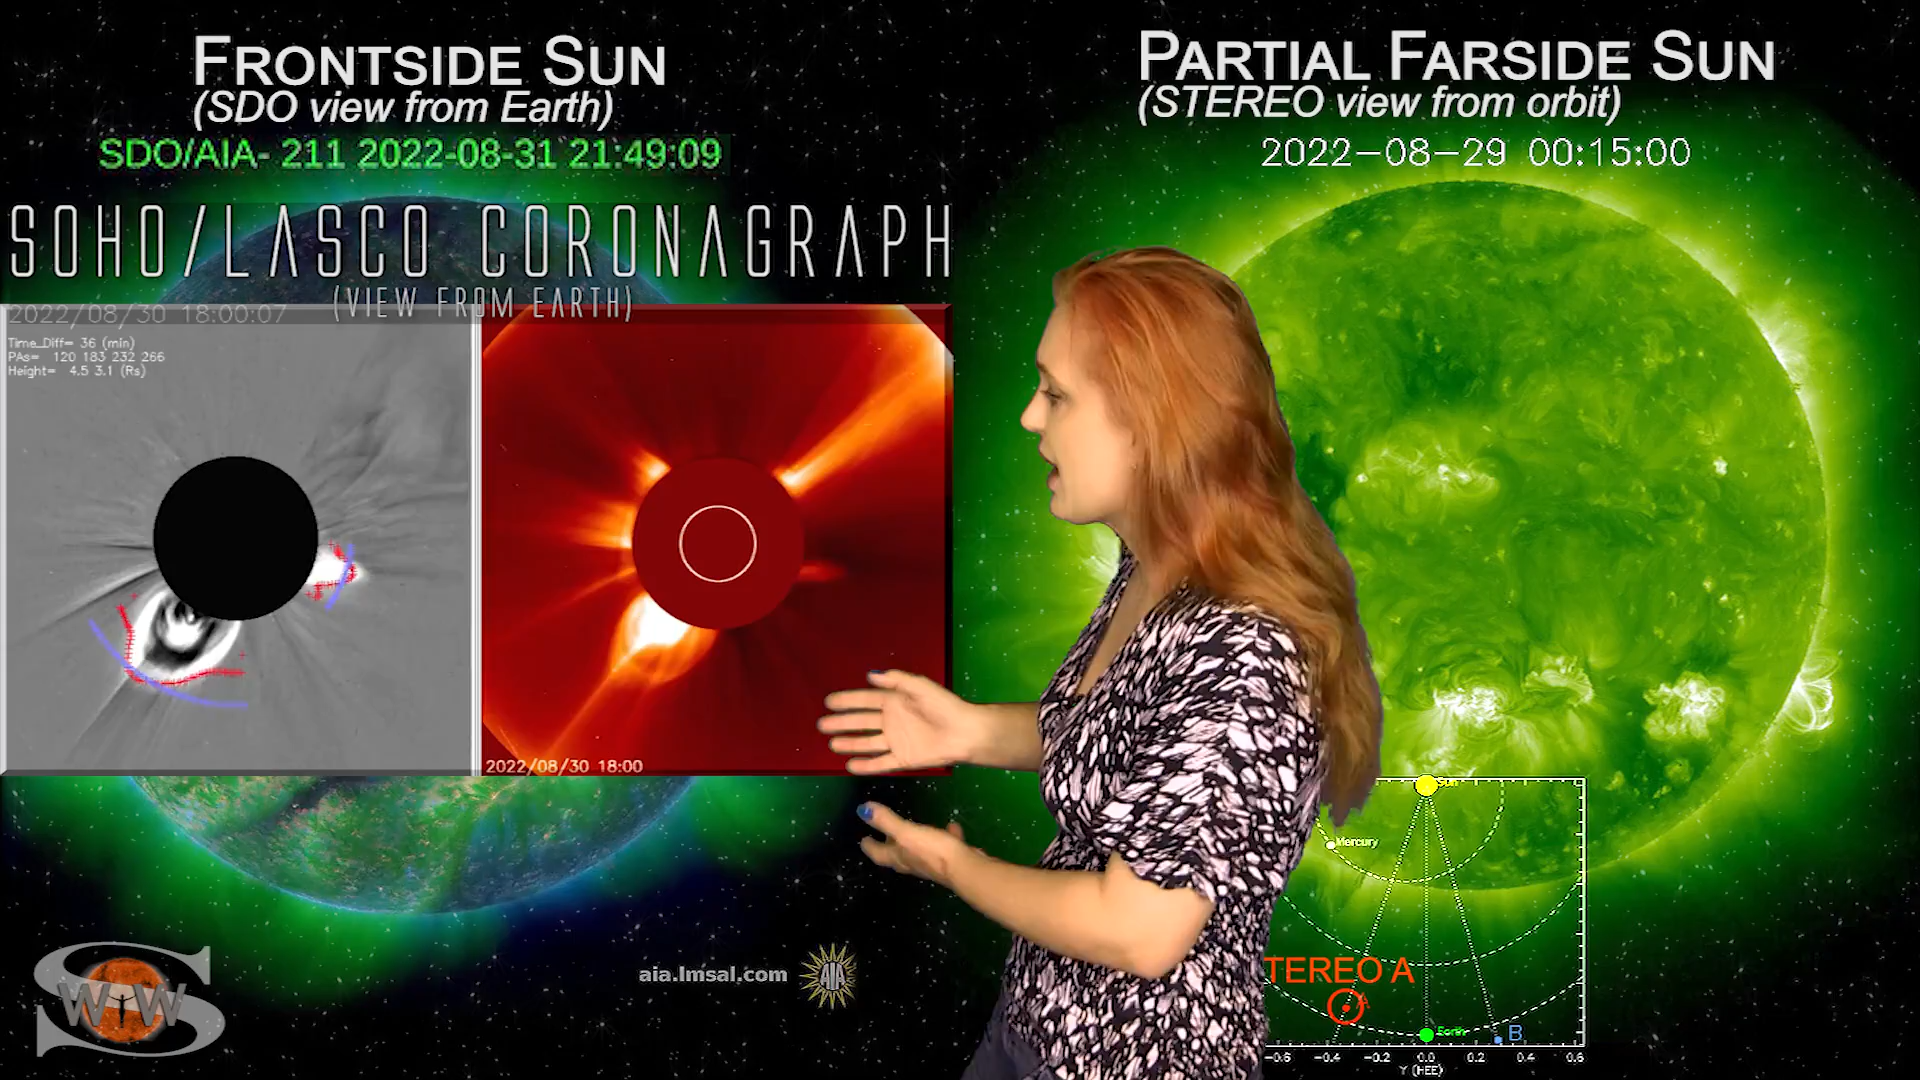 FRONTSIDE SUN
(SDO view from Earth)
SDO/AIA- 211 2022-08-31 21:49:09
SOHO/LASCO CORONAGRAPH
(VIEW FROM EARTH)
2022/08/30 18:00:07
Time_Diff= 36 (min)
PAs= 120 183 232 266
Height= 4.5 3.1 (Rs)
2022/08/30 18:00
aia.lmsal.com
AIA
SWTW
PARTIAL FARSIDE SUN
(STEREO view from orbit)
2022-08-29 00:15:00
Sun
Mercury
TEREO A
A
Earth
B
-0.6 -0.4 -0.2 0.0 0.2 0.4 0.6
Y (HEE)